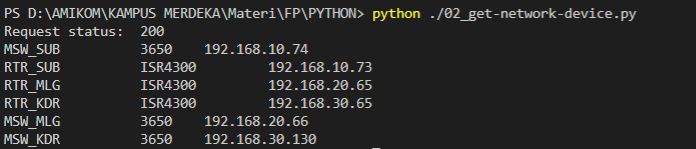 PS D:\AMIKOM\KAMPUS MERDEKA\Materi\FP\PYTHON> python ./02_get-network-device.py
Request status:  200
MSW_SUB 3650 192.168.10.74
RTR_SUB ISR4300 192.168.10.73
RTR_MLG ISR4300 192.168.20.65
RTR_KDR ISR4300 192.168.30.65
MSW_MLG 3650 192.168.20.66
MSW_KDR 3650 192.168.30.130